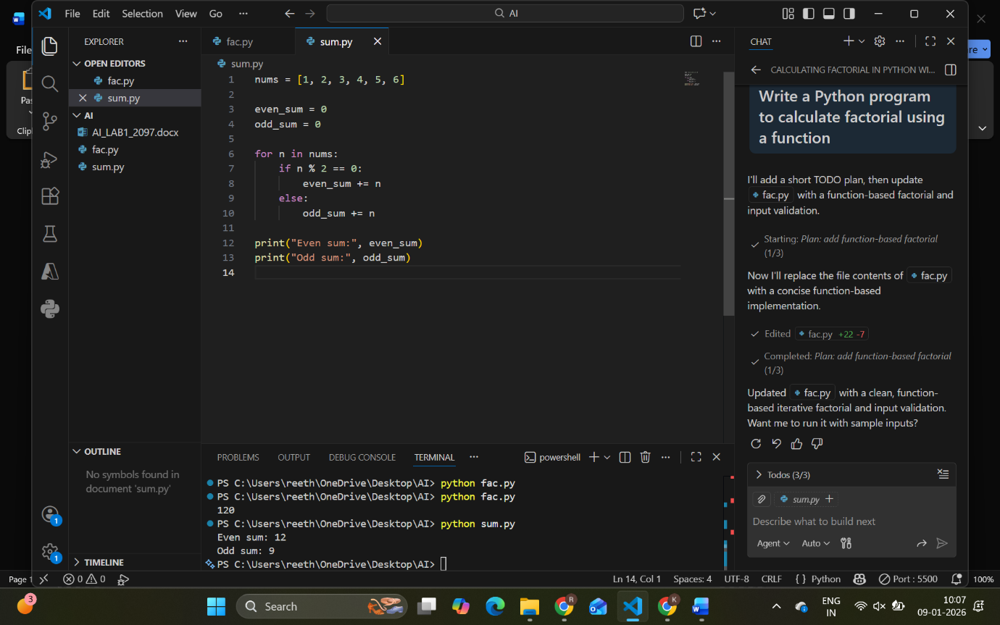 File Edit Selection View Go ···
AI
File
Pas
Clip
re
EXPLORER ···
OPEN EDITORS
fac.py
sum.py
AI
AI_LAB1_2097.docx
fac.py
sum.py
OUTLINE
No symbols found in
document 'sum.py'
TIMELINE
fac.py
sum.py
sum.py
1 nums = [1, 2, 3, 4, 5, 6]
2
3 even_sum = 0
4 odd_sum = 0
5
6 for n in nums:
7 if n % 2 == 0:
8 even_sum += n
9 else:
10 odd_sum += n
11
12 print("Even sum:", even_sum)
13 print("Odd sum:", odd_sum)
14
PROBLEMS OUTPUT DEBUG CONSOLE TERMINAL ··· powershell
PS C:\Users\reeth\OneDrive\Desktop\AI> python fac.py
PS C:\Users\reeth\OneDrive\Desktop\AI> python fac.py
120
PS C:\Users\reeth\OneDrive\Desktop\AI> python sum.py
Even sum: 12
Odd sum: 9
PS C:\Users\reeth\OneDrive\Desktop\AI>
CHAT
CALCULATING FACTORIAL IN PYTHON WI...
Write a Python program
to calculate factorial using
a function
I'll add a short TODO plan, then update
fac.py with a function-based factorial and
input validation.
Starting: Plan: add function-based factorial
(1/3)
Now I'll replace the file contents of fac.py
with a concise function-based
implementation.
Edited fac.py +22 -7
Completed: Plan: add function-based factorial
(1/3)
Updated fac.py with a clean, function-
based iterative factorial and input validation.
Want me to run it with sample inputs?
Todos (3/3)
sum.py
Describe what to build next
Agent Auto
1
1
Page 1
0 0
Ln 14, Col 1 Spaces: 4 UTF-8 CRLF { } Python Port : 5500
100%
3
Search
R
K
ENG
IN
10:07
09-01-2026